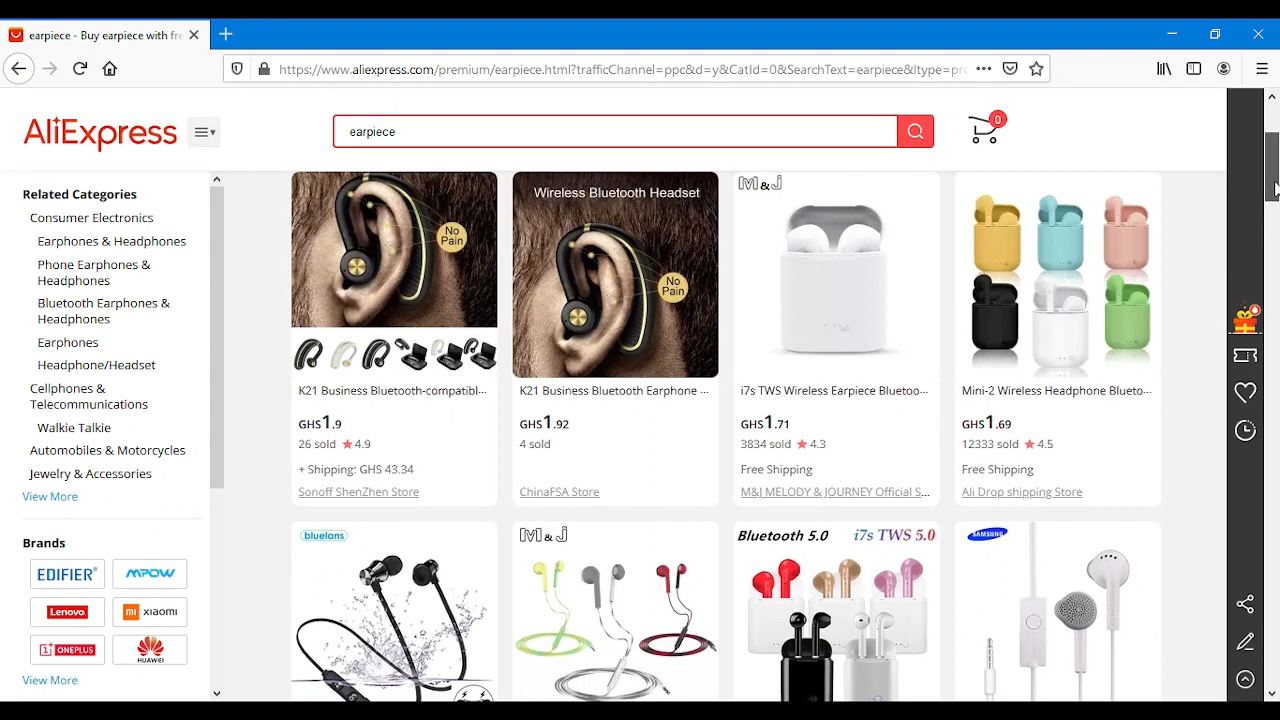 earpiece - Buy earpiece with fre
https://www.aliexpress.com/premium/earpiece.html?trafficChannel=ppc&d=y&CatId=0&SearchText=earpiece&ltype=pre
AliExpress
earpiece
0
Related Categories
Consumer Electronics
Earphones & Headphones
Phone Earphones &
Headphones
Bluetooth Earphones &
Headphones
Earphones
Headphone/Headset
Cellphones &
Telecommunications
Walkie Talkie
Automobiles & Motorcycles
Jewelry & Accessories
View More
Brands
EDIFIER
MPOW
Lenovo
mi xiaomi
1+ ONEPLUS
HUAWEI
View More
No
Pain
K21 Business Bluetooth-compatibl...
GHS1.9
26 sold ★ 4.9
+ Shipping: GHS 43.34
Sonoff ShenZhen Store
Wireless Bluetooth Headset
No
Pain
K21 Business Bluetooth Earphone ...
GHS1.92
4 sold
ChinaFSA Store
M&J
i7s TWS Wireless Earpiece Bluetoo...
GHS1.71
3834 sold ★ 4.3
Free Shipping
M&J MELODY & JOURNEY Official S...
Mini-2 Wireless Headphone Blueto...
GHS1.69
12333 sold ★ 4.5
Free Shipping
Ali Drop shipping Store
bluelans
M&J
Bluetooth 5.0 i7s TWS 5.0
SAMSUNG